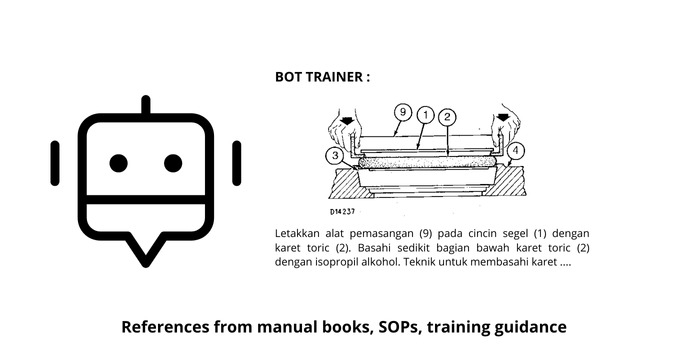 BOT TRAINER :
9
1
2
3
4
D14237
Letakkan alat pemasangan (9) pada cincin segel (1) dengan
karet toric (2). Basahi sedikit bagian bawah karet toric (2)
dengan isopropil alkohol. Teknik untuk membasahi karet ....
References from manual books, SOPs, training guidance